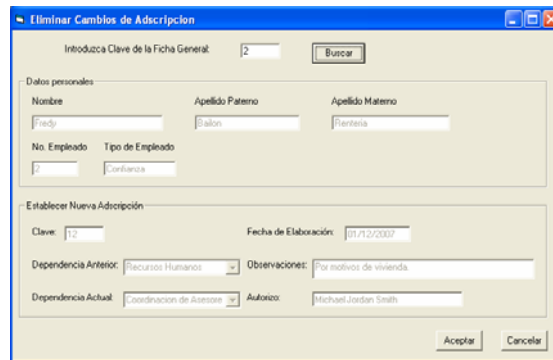 Eliminar Cambios de Adscripcion
Introduzca Clave de la Ficha General: 2 Buscar
Datos personales
Nombre Apellido Paterno Apellido Materno
Fredy Bailon Renteria
No. Empleado Tipo de Empleado
2 Confianza
Establecer Nueva Adscripción
Clave: 12 Fecha de Elaboración: 01/12/2007
Dependencia Anterior: Recursos Humanos Observaciones: Por motivos de vivienda.
Dependencia Actual: Coordinacion de Asesore Autorizo: Michael Jordan Smith
Aceptar Cancelar